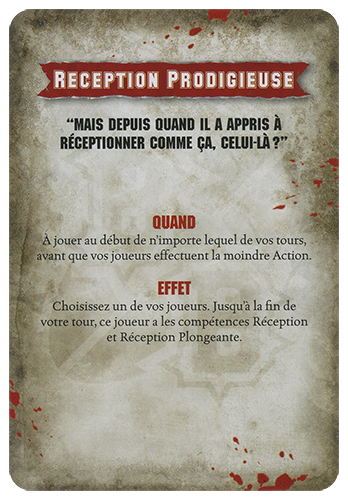 RECEPTION PRODIGIEUSE
“MAIS DEPUIS QUAND IL A APPRIS À
RÉCEPTIONNER COMME ÇA, CELUI-LÀ ?”
QUAND
À jouer au début de n'importe lequel de vos tours,
avant que vos joueurs effectuent la moindre Action.
EFFET
Choisissez un de vos joueurs. Jusqu'à la fin de
votre tour, ce joueur a les compétences Réception
et Réception Plongeante.